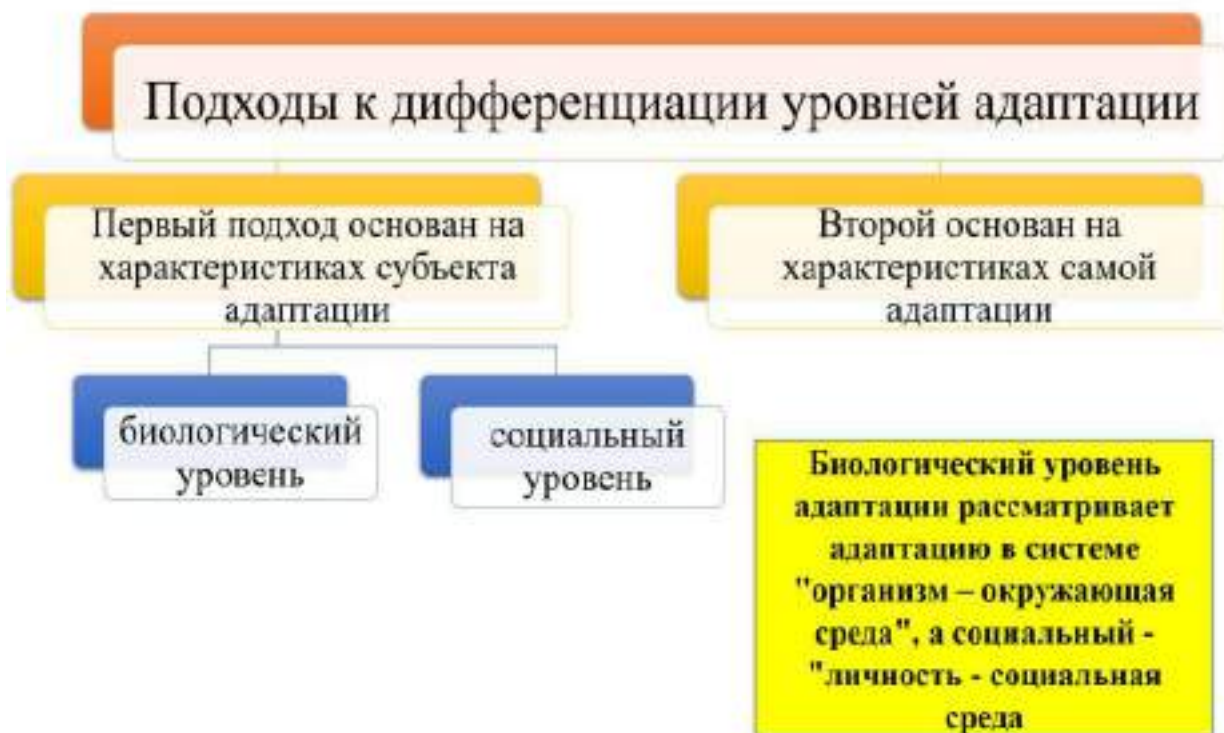 Подходы к дифференциации уровней адаптации
Первый подход основан на
характеристиках субъекта
адаптации
Второй основан на
характеристиках самой
адаптации
биологический
уровень
социальный
уровень
Биологический уровень
адаптации рассматривает
адаптацию в системе
"организм – окружающая
среда", а социальный -
"личность - социальная
среда